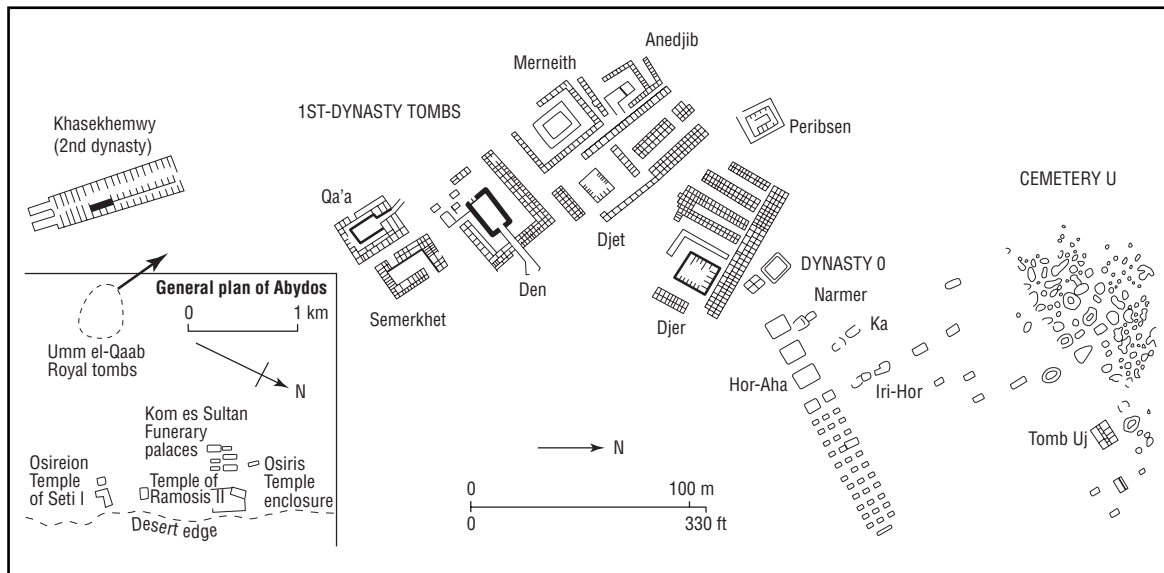 Anedjib
Merneith
1ST-DYNASTY TOMBS
Khasekhemwy
(2nd dynasty)
Peribsen
CEMETERY U
Qa'a
Djet
DYNASTY 0
Den
Narmer
Semerkhet
Djer
Ka
Hor-Aha
Iri-Hor
Tomb Uj
N
0 100 m
0 330 ft
General plan of Abydos
0 1 km
Umm el-Qaab
Royal tombs
N
Kom es Sultan
Funerary
palaces
Osireion
Temple
of Seti I
Temple of
Ramosis II
Osiris
Temple
enclosure
Desert edge